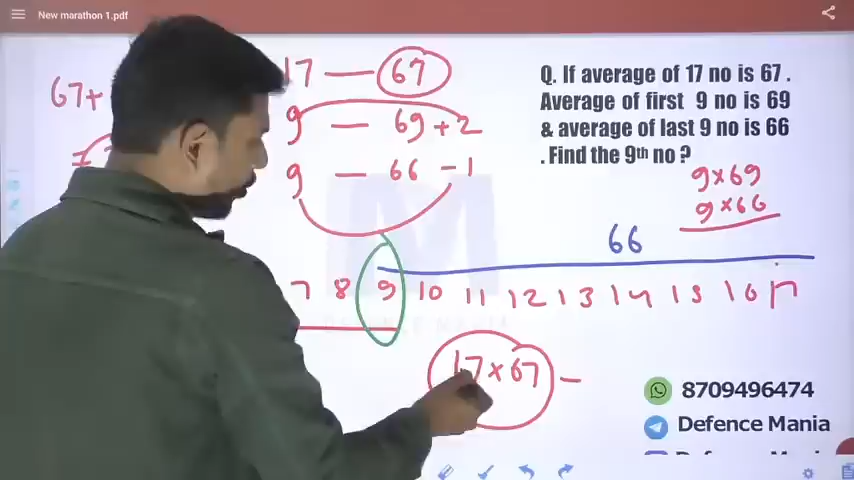 New marathon 1.pdf
67+
17 — 67
9 — 69+2
9 — 66 -1
Q. If average of 17 no is 67 .
Average of first 9 no is 69
& average of last 9 no is 66
. Find the 9th no ?
9×69
9×66
66
7 8 9 10 11 12 13 14 15 16 17
17×67 —
8709496474
Defence Mania